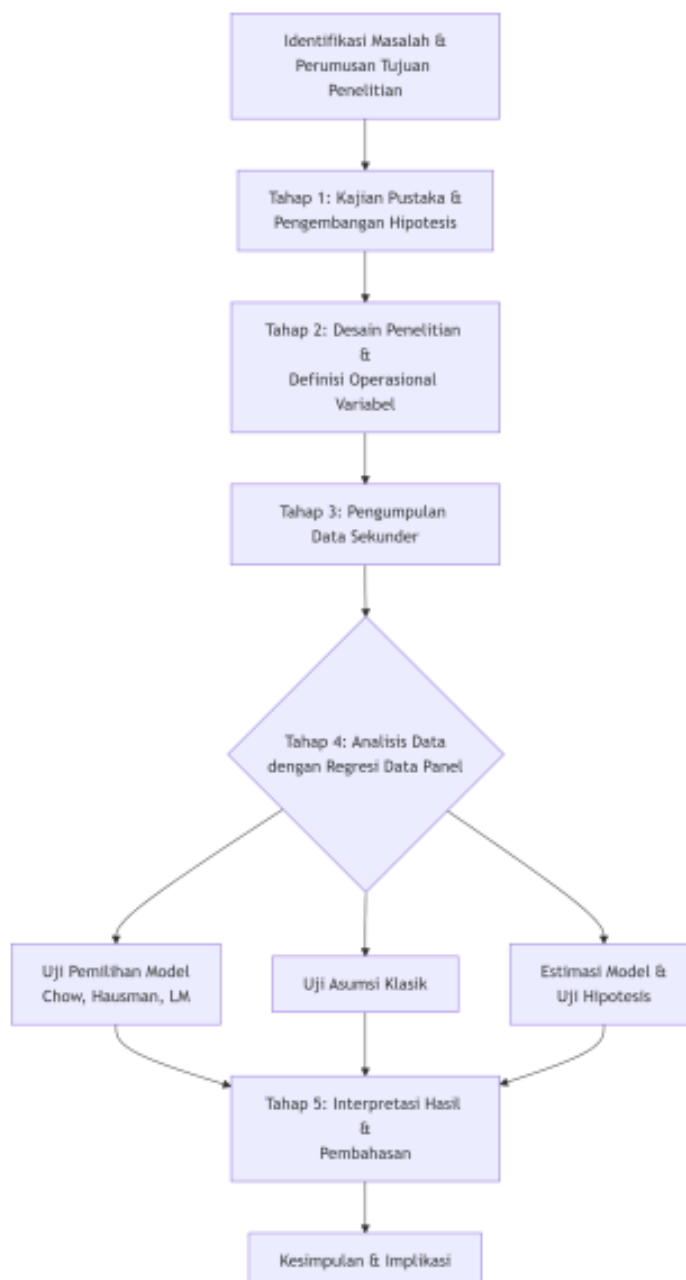 Identifikasi Masalah &
Perumusan Tujuan
Penelitian
Tahap 1: Kajian Pustaka &
Pengembangan Hipotesis
Tahap 2: Desain Penelitian
&
Definisi Operasional
Variabel
Tahap 3: Pengumpulan
Data Sekunder
Tahap 4: Analisis Data
dengan Regresi Data Panel
Uji Pemilihan Model
Chow, Hausman, LM
Uji Asumsi Klasik
Estimasi Model &
Uji Hipotesis
Tahap 5: Interpretasi Hasil
&
Pembahasan
Kesimpulan & Implikasi